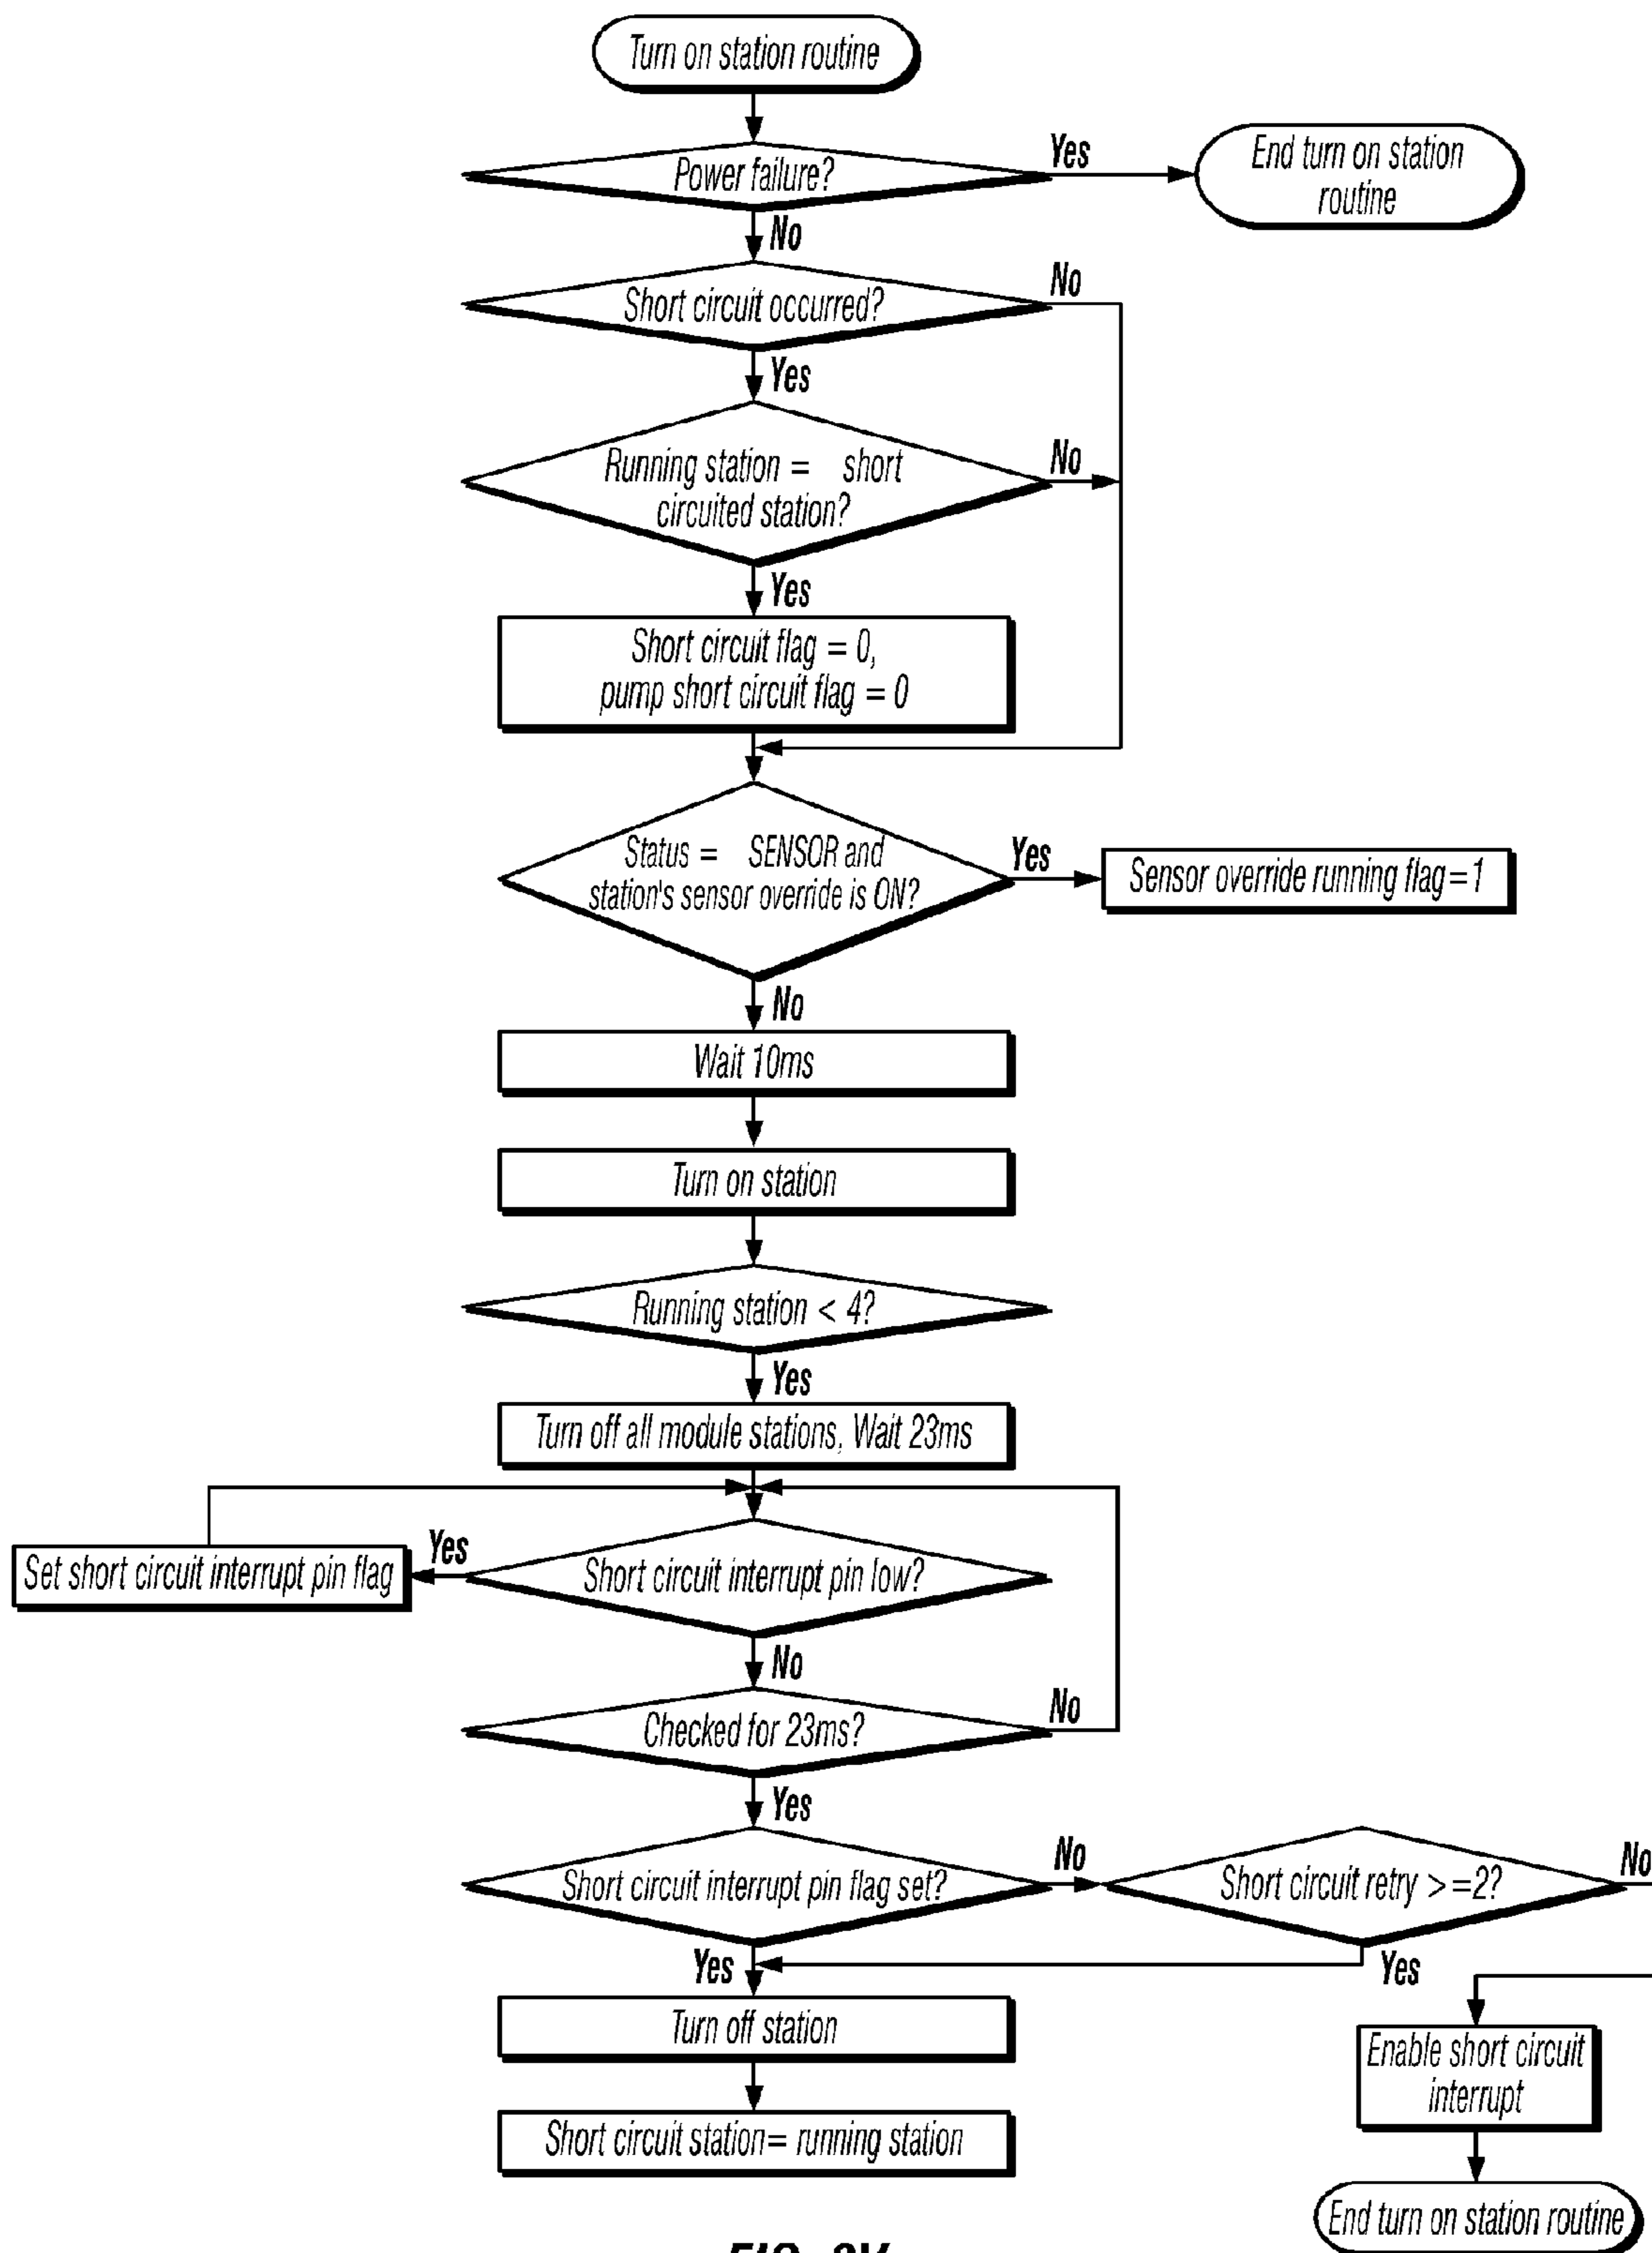 Turn on station routine
Power failure?
Yes
End turn on station
routine
No
Short circuit occurred?
No
Yes
Running station = short
circuited station?
No
Yes
Short circuit flag = 0,
pump short circuit flag = 0
Status = SENSOR and
station's sensor override is ON?
Yes
Sensor override running flag=1
No
Wait 10ms
Turn on station
Running station < 4?
Yes
Turn off all module stations, Wait 23ms
Set short circuit interrupt pin flag
Yes
Short circuit interrupt pin low?
No
Checked for 23ms?
No
Yes
Short circuit interrupt pin flag set?
No
Short circuit retry >=2?
No
Yes
Yes
Turn off station
Enable short circuit
interrupt
Short circuit station= running station
End turn on station routine